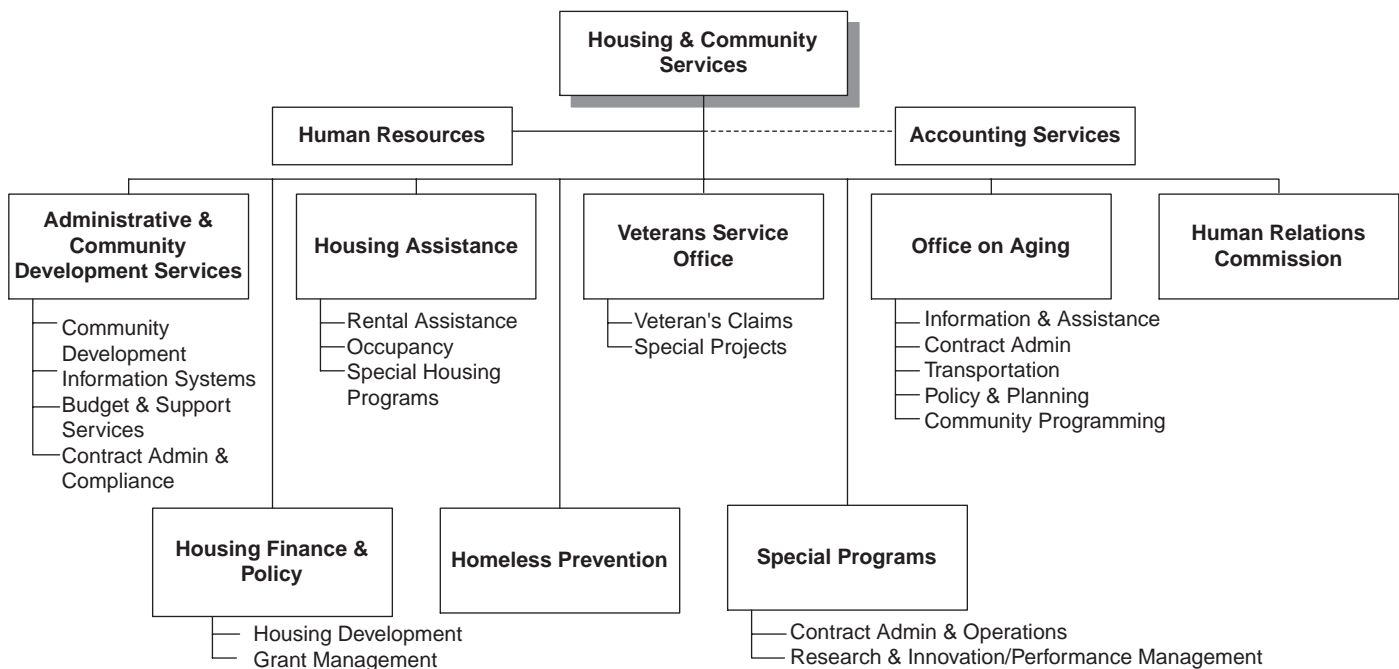 Housing & Community
Services
Human Resources
Accounting Services
Administrative &
Community
Development Services
Housing Assistance
Veterans Service
Office
Office on Aging
Human Relations
Commission
Community
Development
Information Systems
Budget & Support
Services
Contract Admin &
Compliance
Rental Assistance
Occupancy
Special Housing
Programs
Veteran's Claims
Special Projects
Information & Assistance
Contract Admin
Transportation
Policy & Planning
Community Programming
Housing Finance &
Policy
Homeless Prevention
Special Programs
Housing Development
Grant Management
Contract Admin & Operations
Research & Innovation/Performance Management